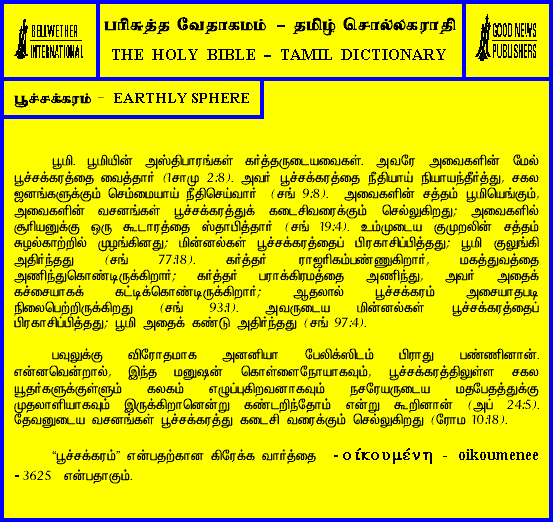 BELLWETHER
INTERNATIONAL
பரிசுத்த வேதாகமம் – தமிழ் சொல்லகராதி
THE HOLY BIBLE – TAMIL DICTIONARY
GOOD NEWS
PUBLISHERS
பூச்சக்கரம் – EARTHLY SPHERE
பூமி. பூமியின் அஸ்திபாரங்கள் கர்த்தருடையவைகள். அவரே அவைகளின் மேல்
பூச்சக்கரத்தை வைத்தார் (1சாமு 2:8). அவர் பூச்சக்கரத்தை நீதியாய் நியாயந்தீர்த்து, சகல
ஜனங்களுக்கும் செம்மையாய் நீதிசெய்வார் (சங் 9:8). அவைகளின் சத்தம் பூமியெங்கும்,
அவைகளின் வசனங்கள் பூச்சக்கரத்துக் கடைசிவரைக்கும் செல்லுகிறது; அவைகளில்
சூரியனுக்கு ஒரு கூடாரத்தை ஸ்தாபித்தார் (சங் 19:4). உம்முடைய குமுறலின் சத்தம்
சுழல்காற்றில் முழங்கினது; மின்னல்கள் பூச்சக்கரத்தைப் பிரகாசிப்பித்தது; பூமி குலுங்கி
அதிர்ந்தது (சங் 77:18). கர்த்தர் ராஜரிகம்பண்ணுகிறார், மகத்துவத்தை
அணிந்துகொண்டிருக்கிறார்; கர்த்தர் பராக்கிரமத்தை அணிந்து, அவர் அதைக்
கச்சையாகக் கட்டிக்கொண்டிருக்கிறார்; ஆதலால் பூச்சக்கரம் அசையாதபடி
நிலைபெற்றிருக்கிறது (சங் 93:1). அவருடைய மின்னல்கள் பூச்சக்கரத்தைப்
பிரகாசிப்பித்தது; பூமி அதைக் கண்டு அதிர்ந்தது (சங் 97:4).
பவுலுக்கு விரோதமாக அனனியா பேலிக்ஸிடம் பிராது பண்ணினான்.
என்னவென்றால், இந்த மனுஷன் கொள்ளைநோயாகவும், பூச்சக்கரத்திலுள்ள சகல
யூதர்களுக்குள்ளும் கலகம் எழுப்புகிறவனாகவும் நசரேயருடைய மதபேதத்துக்கு
முதலாளியாகவும் இருக்கிறானென்று கண்டறிந்தோம் என்று கூறினான் (அப் 24:5).
தேவனுடைய வசனங்கள் பூச்சக்கரத்து கடைசி வரைக்கும் செல்லுகிறது (ரோம 10:18).
“பூச்சக்கரம்” என்பதற்கான கிரேக்க வார்த்தை - οἰκουμένη - oikoumenee
- 3625 என்பதாகும்.